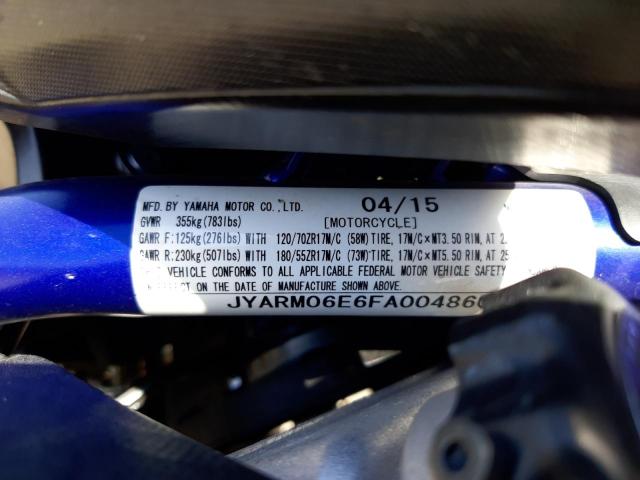 MFD. BY YAMAHA MOTOR CO.,LTD. 04/15
GVWR 355kg(783lbs) [MOTORCYCLE]
GAWR F:125kg(276lbs)WITH 120/70ZR17M/C (58W)TIRE, 17M/C×MT3.50 RIM, AT
GAWR R:230kg(507lbs)WITH 180/55ZR17M/C (73W)TIRE, 17M/C×MT5.50 RIM, AT
THIS VEHICLE CONFORMS TO ALL APPLICABLE FEDERAL MOTOR VEHICLE SAFETY
EFFECT ON THE DATE OF MANUFACTURE SHOWN ABOVE.
JYARM06E6FA00486